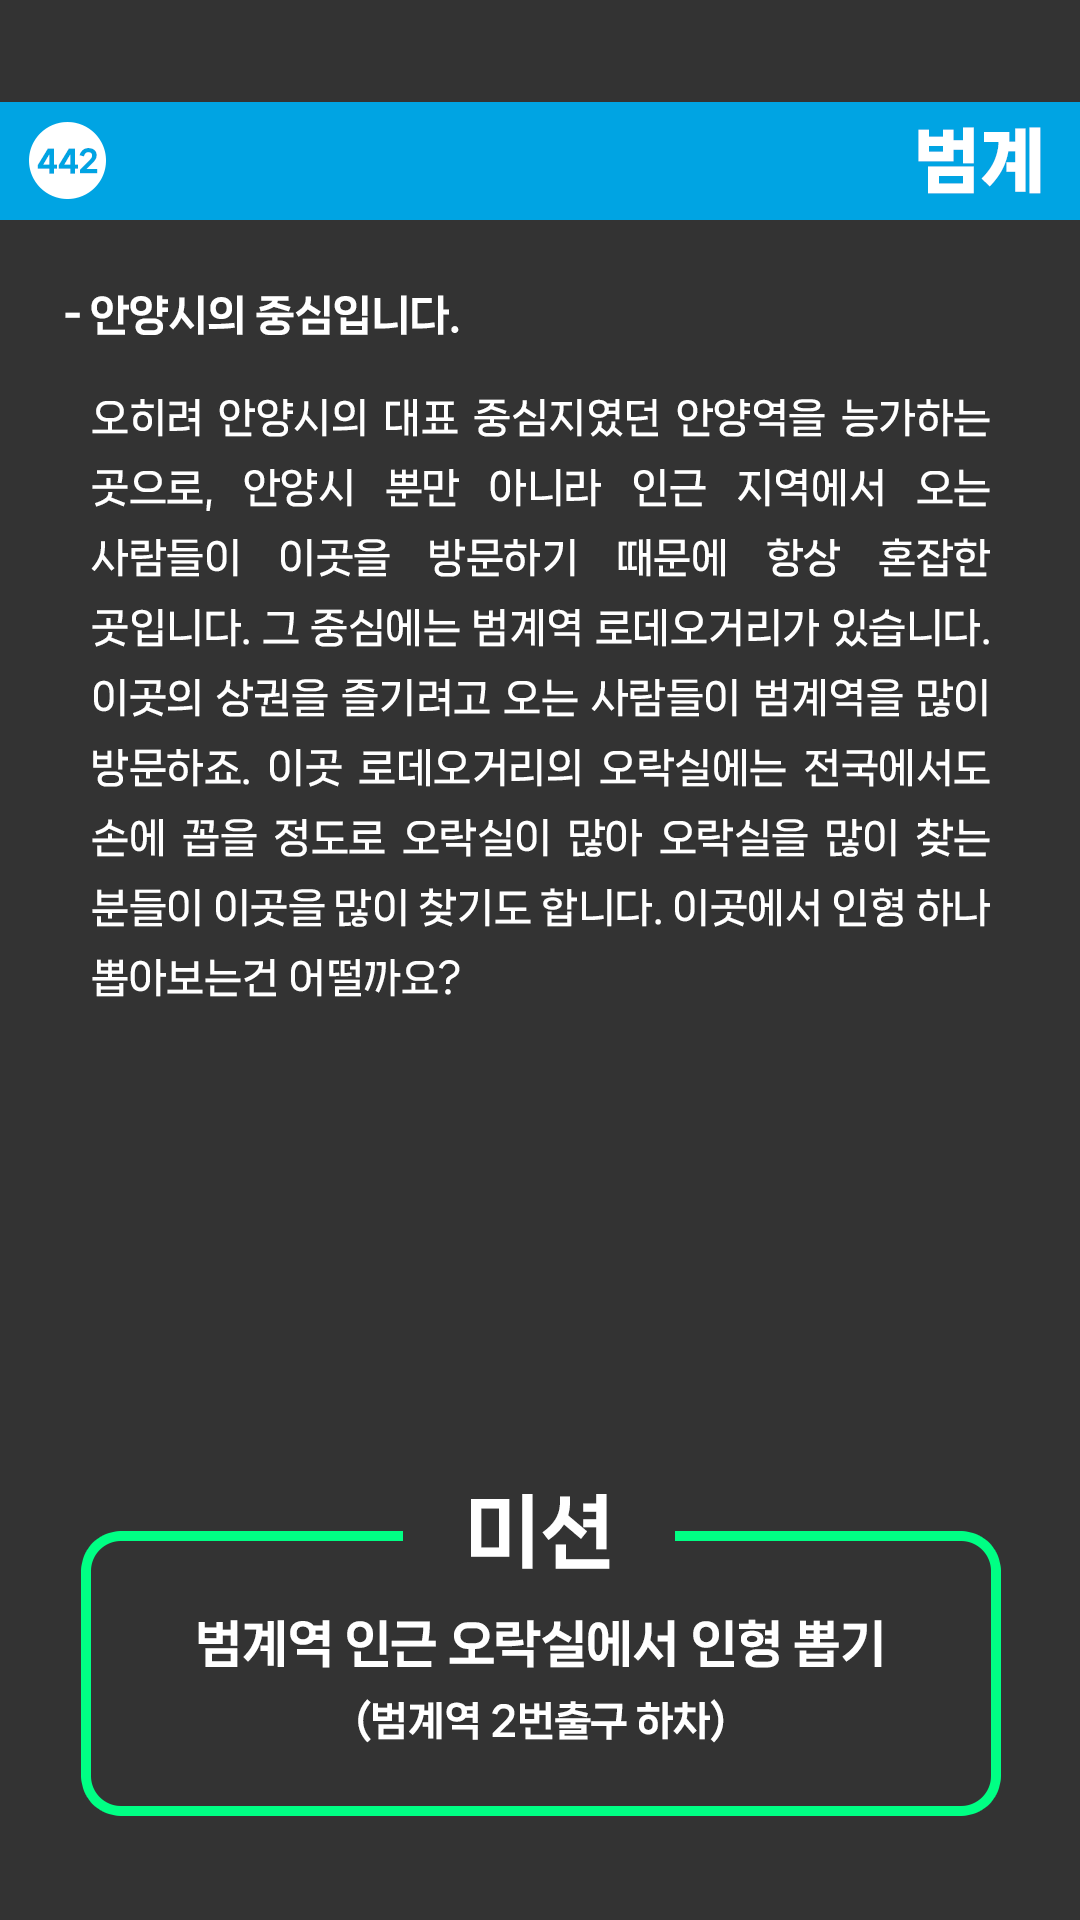 442
범계
- 안양시의 중심입니다.
오히려 안양시의 대표 중심지였던 안양역을 능가하는
곳으로, 안양시 뿐만 아니라 인근 지역에서 오는
사람들이 이곳을 방문하기 때문에 항상 혼잡한
곳입니다. 그 중심에는 범계역 로데오거리가 있습니다.
이곳의 상권을 즐기려고 오는 사람들이 범계역을 많이
방문하죠. 이곳 로데오거리의 오락실에는 전국에서도
손에 꼽을 정도로 오락실이 많아 오락실을 많이 찾는
분들이 이곳을 많이 찾기도 합니다. 이곳에서 인형 하나
뽑아보는건 어떨까요?
미션
범계역 인근 오락실에서 인형 뽑기
(범계역 2번출구 하차)